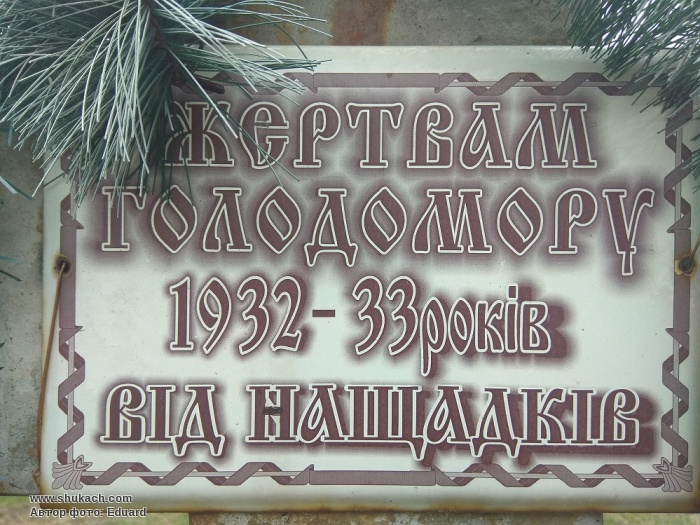 ЖЕРТВАМ
ГОЛОДОМОРУ
1932-33років
ВІД НАЩАДКІВ
www.shukach.com
Автор фото: Eduard